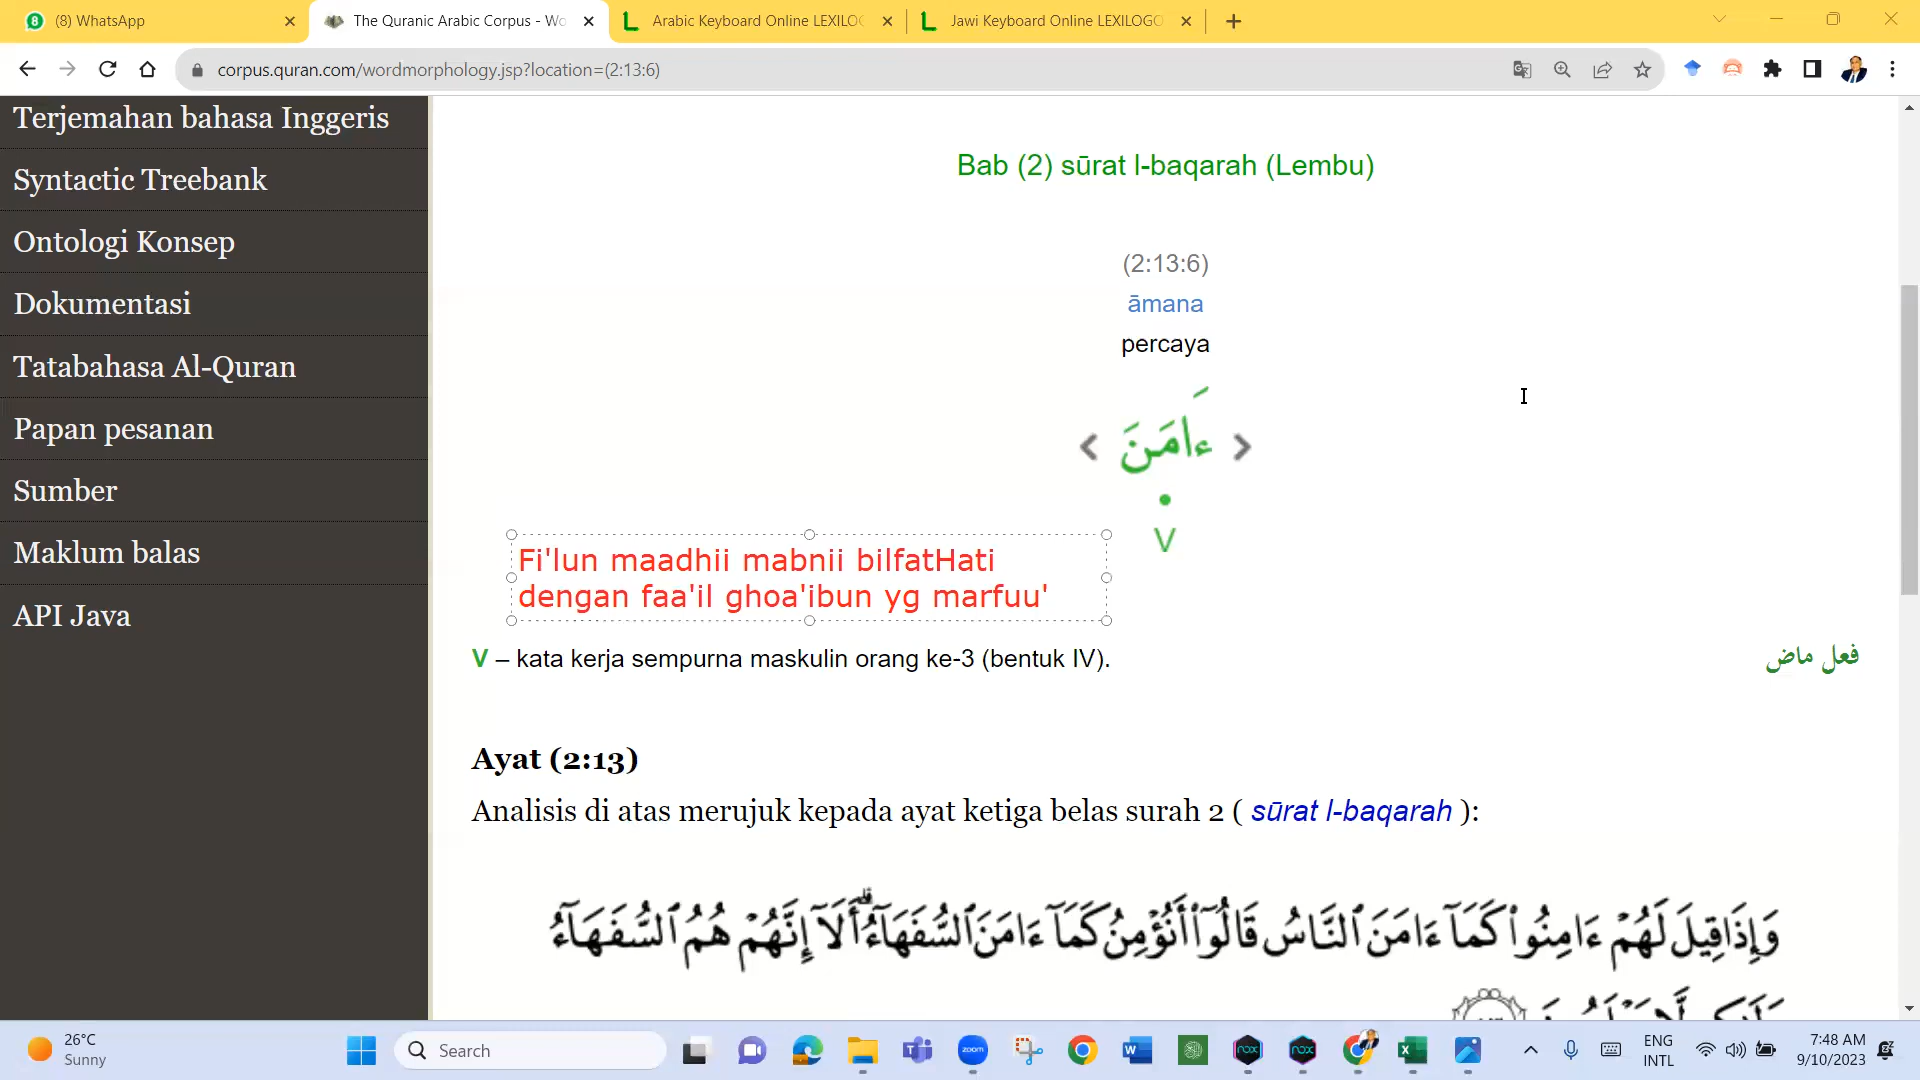 (8) WhatsApp
The Quranic Arabic Corpus - Wo
Arabic Keyboard Online LEXILOG
Jawi Keyboard Online LEXILOGO
corpus.quran.com/wordmorphology.jsp?location=(2:13:6)
Terjemahan bahasa Inggeris
Syntactic Treebank
Ontologi Konsep
Dokumentasi
Tatabahasa Al-Quran
Papan pesanan
Sumber
Maklum balas
API Java
Bab (2) sūrat l-baqarah (Lembu)
(2:13:6)
āmana
percaya
ءَامَنَ
V
Fi'lun maadhii mabnii bilfatHati
dengan faa'il ghoa'ibun yg marfuu'
V – kata kerja sempurna maskulin orang ke-3 (bentuk IV).
فعل ماض
Ayat (2:13)
Analisis di atas merujuk kepada ayat ketiga belas surah 2 ( sūrat l-baqarah ):
وَإِذَا قِيلَ لَهُمْ ءَامِنُوا۟ كَمَآ ءَامَنَ ٱلنَّاسُ قَالُوٓا۟ أَنُؤْمِنُ كَمَآ ءَامَنَ ٱلسُّفَهَآءُ ۗ أَلَآ إِنَّهُمْ هُمُ ٱلسُّفَهَآءُ
26°C
Sunny
Search
zoom
nox
nox
ENG
INTL
7:48 AM
9/10/2023